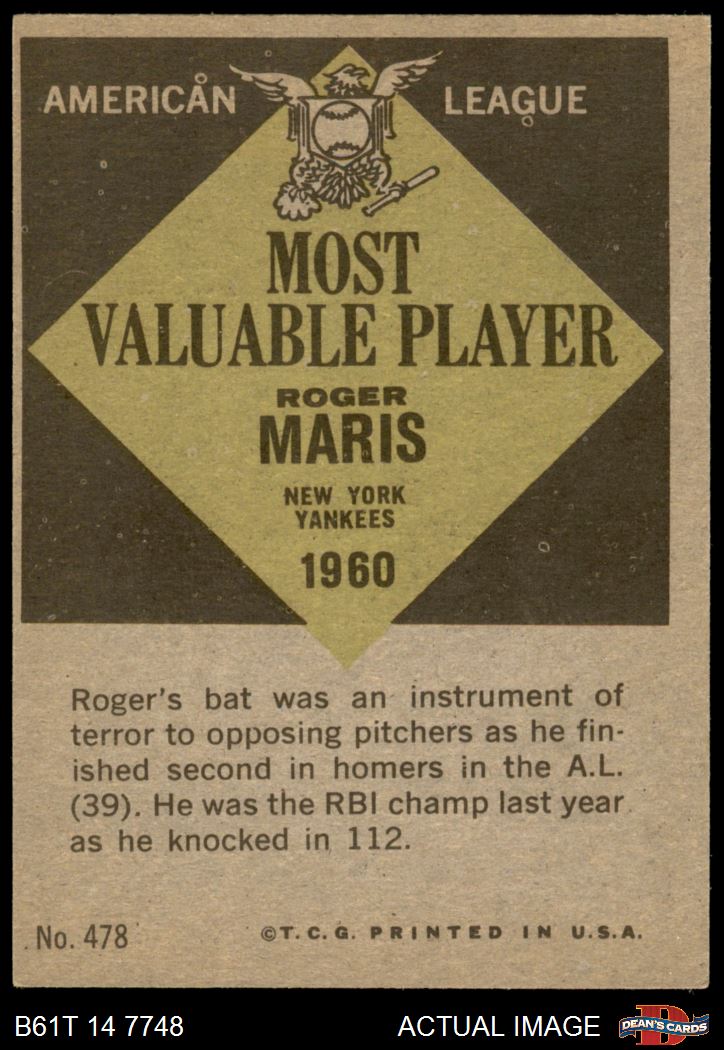 AMERICAN LEAGUE
MOST
VALUABLE PLAYER
ROGER
MARIS
NEW YORK
YANKEES
1960
Roger's bat was an instrument of
terror to opposing pitchers as he fin-
ished second in homers in the A.L.
(39). He was the RBI champ last year
as he knocked in 112.
No. 478 ©T.C.G. PRINTED IN U.S.A.
B61T 14 7748 ACTUAL IMAGE D DEAN'S CARDS